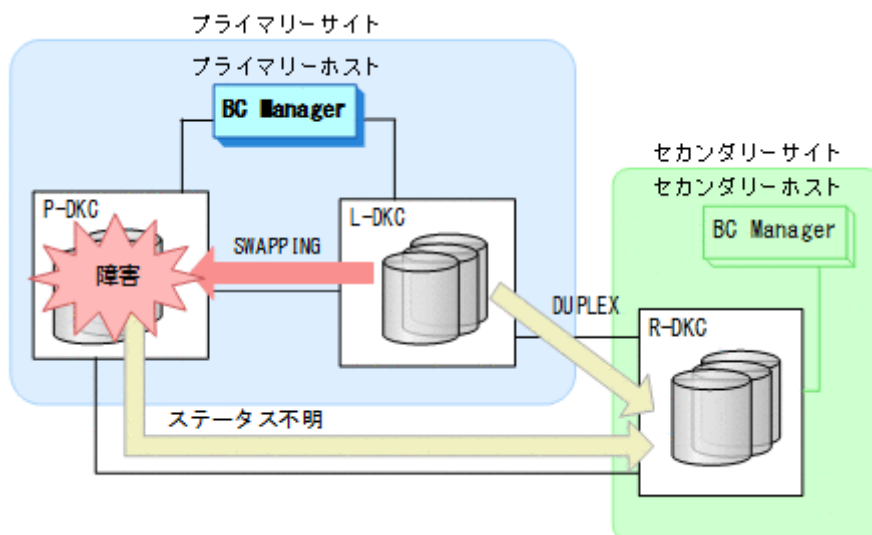 プライマリーサイト
プライマリーホスト
BC Manager
セカンダリーサイト
セカンダリーホスト
P-DKC
L-DKC
BC Manager
SWAPPING
障害
DUPLEX
R-DKC
ステータス不明